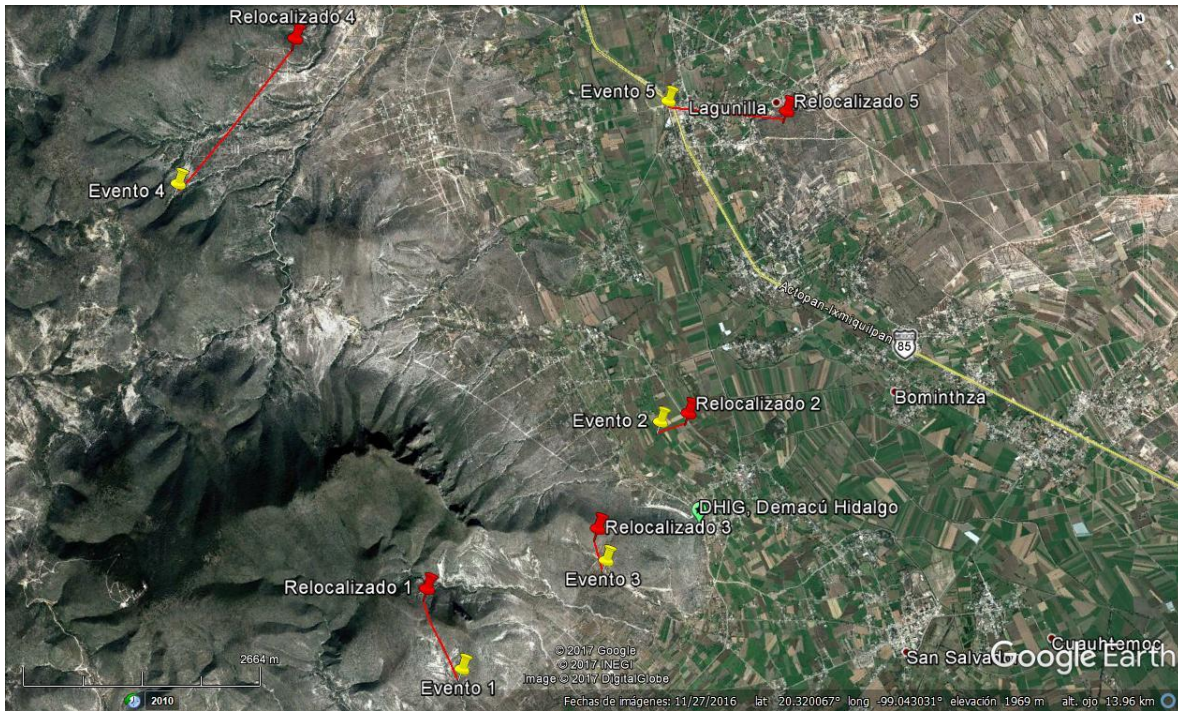 Relocalizado 4
N
Evento 5
Lagunilla
Relocalizado 5
Evento 4
Actopan-Ixmiquilpan
85
Bominthza
Relocalizado 2
Evento 2
DHIG, Demacú Hidalgo
Relocalizado 3
Evento 3
Relocalizado 1
Evento 1
Cuauhtemoc
San Salvador
Google Earth
© 2017 Google
© 2017 INEGI
Image © 2017 DigitalGlobe
2664 m
2010
Fechas de imágenes: 11/27/2016 lat 20.320067° long -99.043031° elevación 1969 m alt. ojo 13.96 km